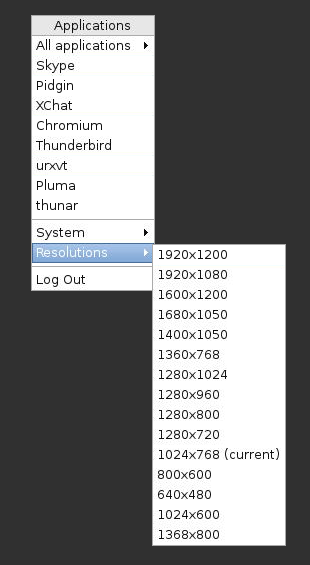 Applications
All applications
Skype
Pidgin
XChat
Chromium
Thunderbird
urxvt
Pluma
thunar
System
Resolutions
Log Out
1920x1200
1920x1080
1600x1200
1680x1050
1400x1050
1360x768
1280x1024
1280x960
1280x800
1280x720
1024x768 (current)
800x600
640x480
1024x600
1368x800